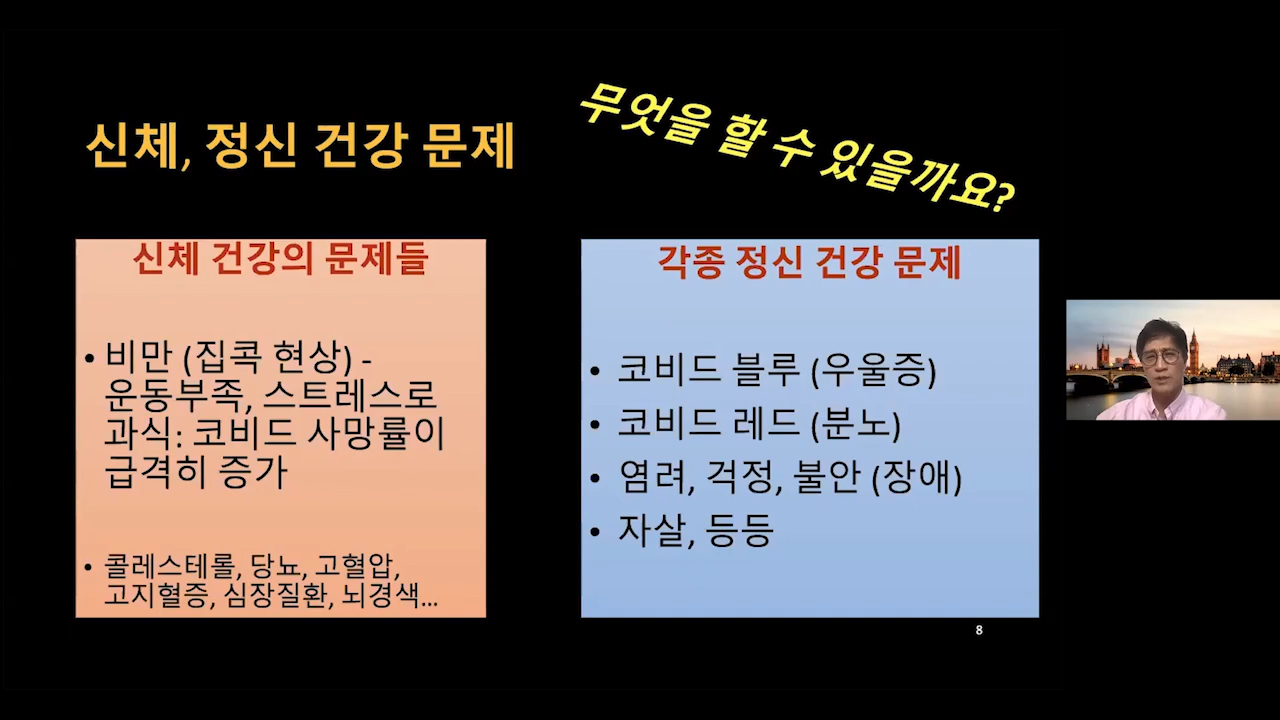 신체, 정신 건강 문제
무엇을 할 수 있을까요?
신체 건강의 문제들
• 비만 (집콕 현상) -
운동부족, 스트레스로
과식: 코비드 사망률이
급격히 증가
• 콜레스테롤, 당뇨, 고혈압,
고지혈증, 심장질환, 뇌경색...
각종 정신 건강 문제
• 코비드 블루 (우울증)
• 코비드 레드 (분노)
• 염려, 걱정, 불안 (장애)
• 자살, 등등
8